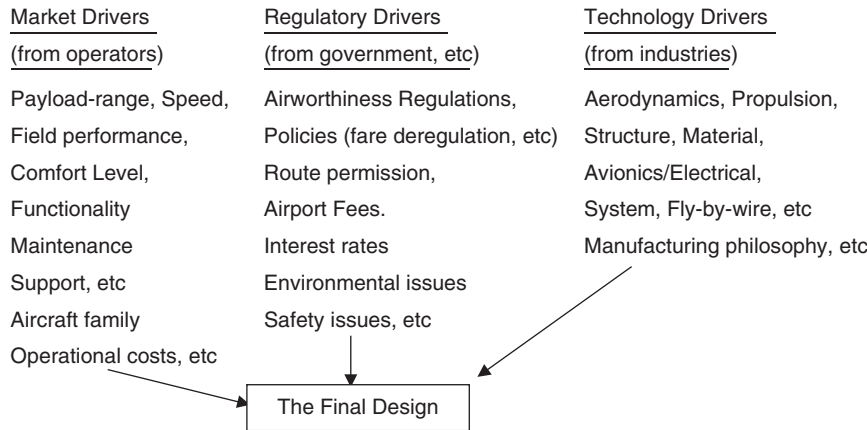 Market Drivers
(from operators)
Payload-range, Speed,
Field performance,
Comfort Level,
Functionality
Maintenance
Support, etc
Aircraft family
Operational costs, etc
Regulatory Drivers
(from government, etc)
Airworthiness Regulations,
Policies (fare deregulation, etc)
Route permission,
Airport Fees.
Interest rates
Environmental issues
Safety issues, etc
Technology Drivers
(from industries)
Aerodynamics, Propulsion,
Structure, Material,
Avionics/Electrical,
System, Fly-by-wire, etc
Manufacturing philosophy, etc
The Final Design